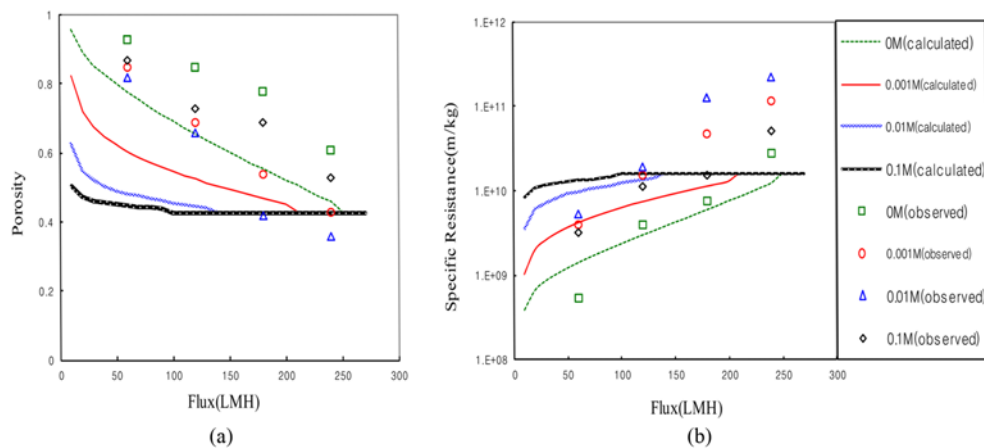 1
0.8
0.6
0.4
0.2
0
Porosity
0 50 100 150 200 250 300
Flux(LMH)
(a)
1.E+12
1.E+11
1.E+10
1.E+09
1.E+08
Specific Resistance(m/kg)
0 50 100 150 200 250 300
Flux(LMH)
(b)
0M(calculated)
0.001M(calculated)
0.01M(calculated)
0.1M(calculated)
0M(observed)
0.001M(observed)
0.01M(observed)
0.1M(observed)